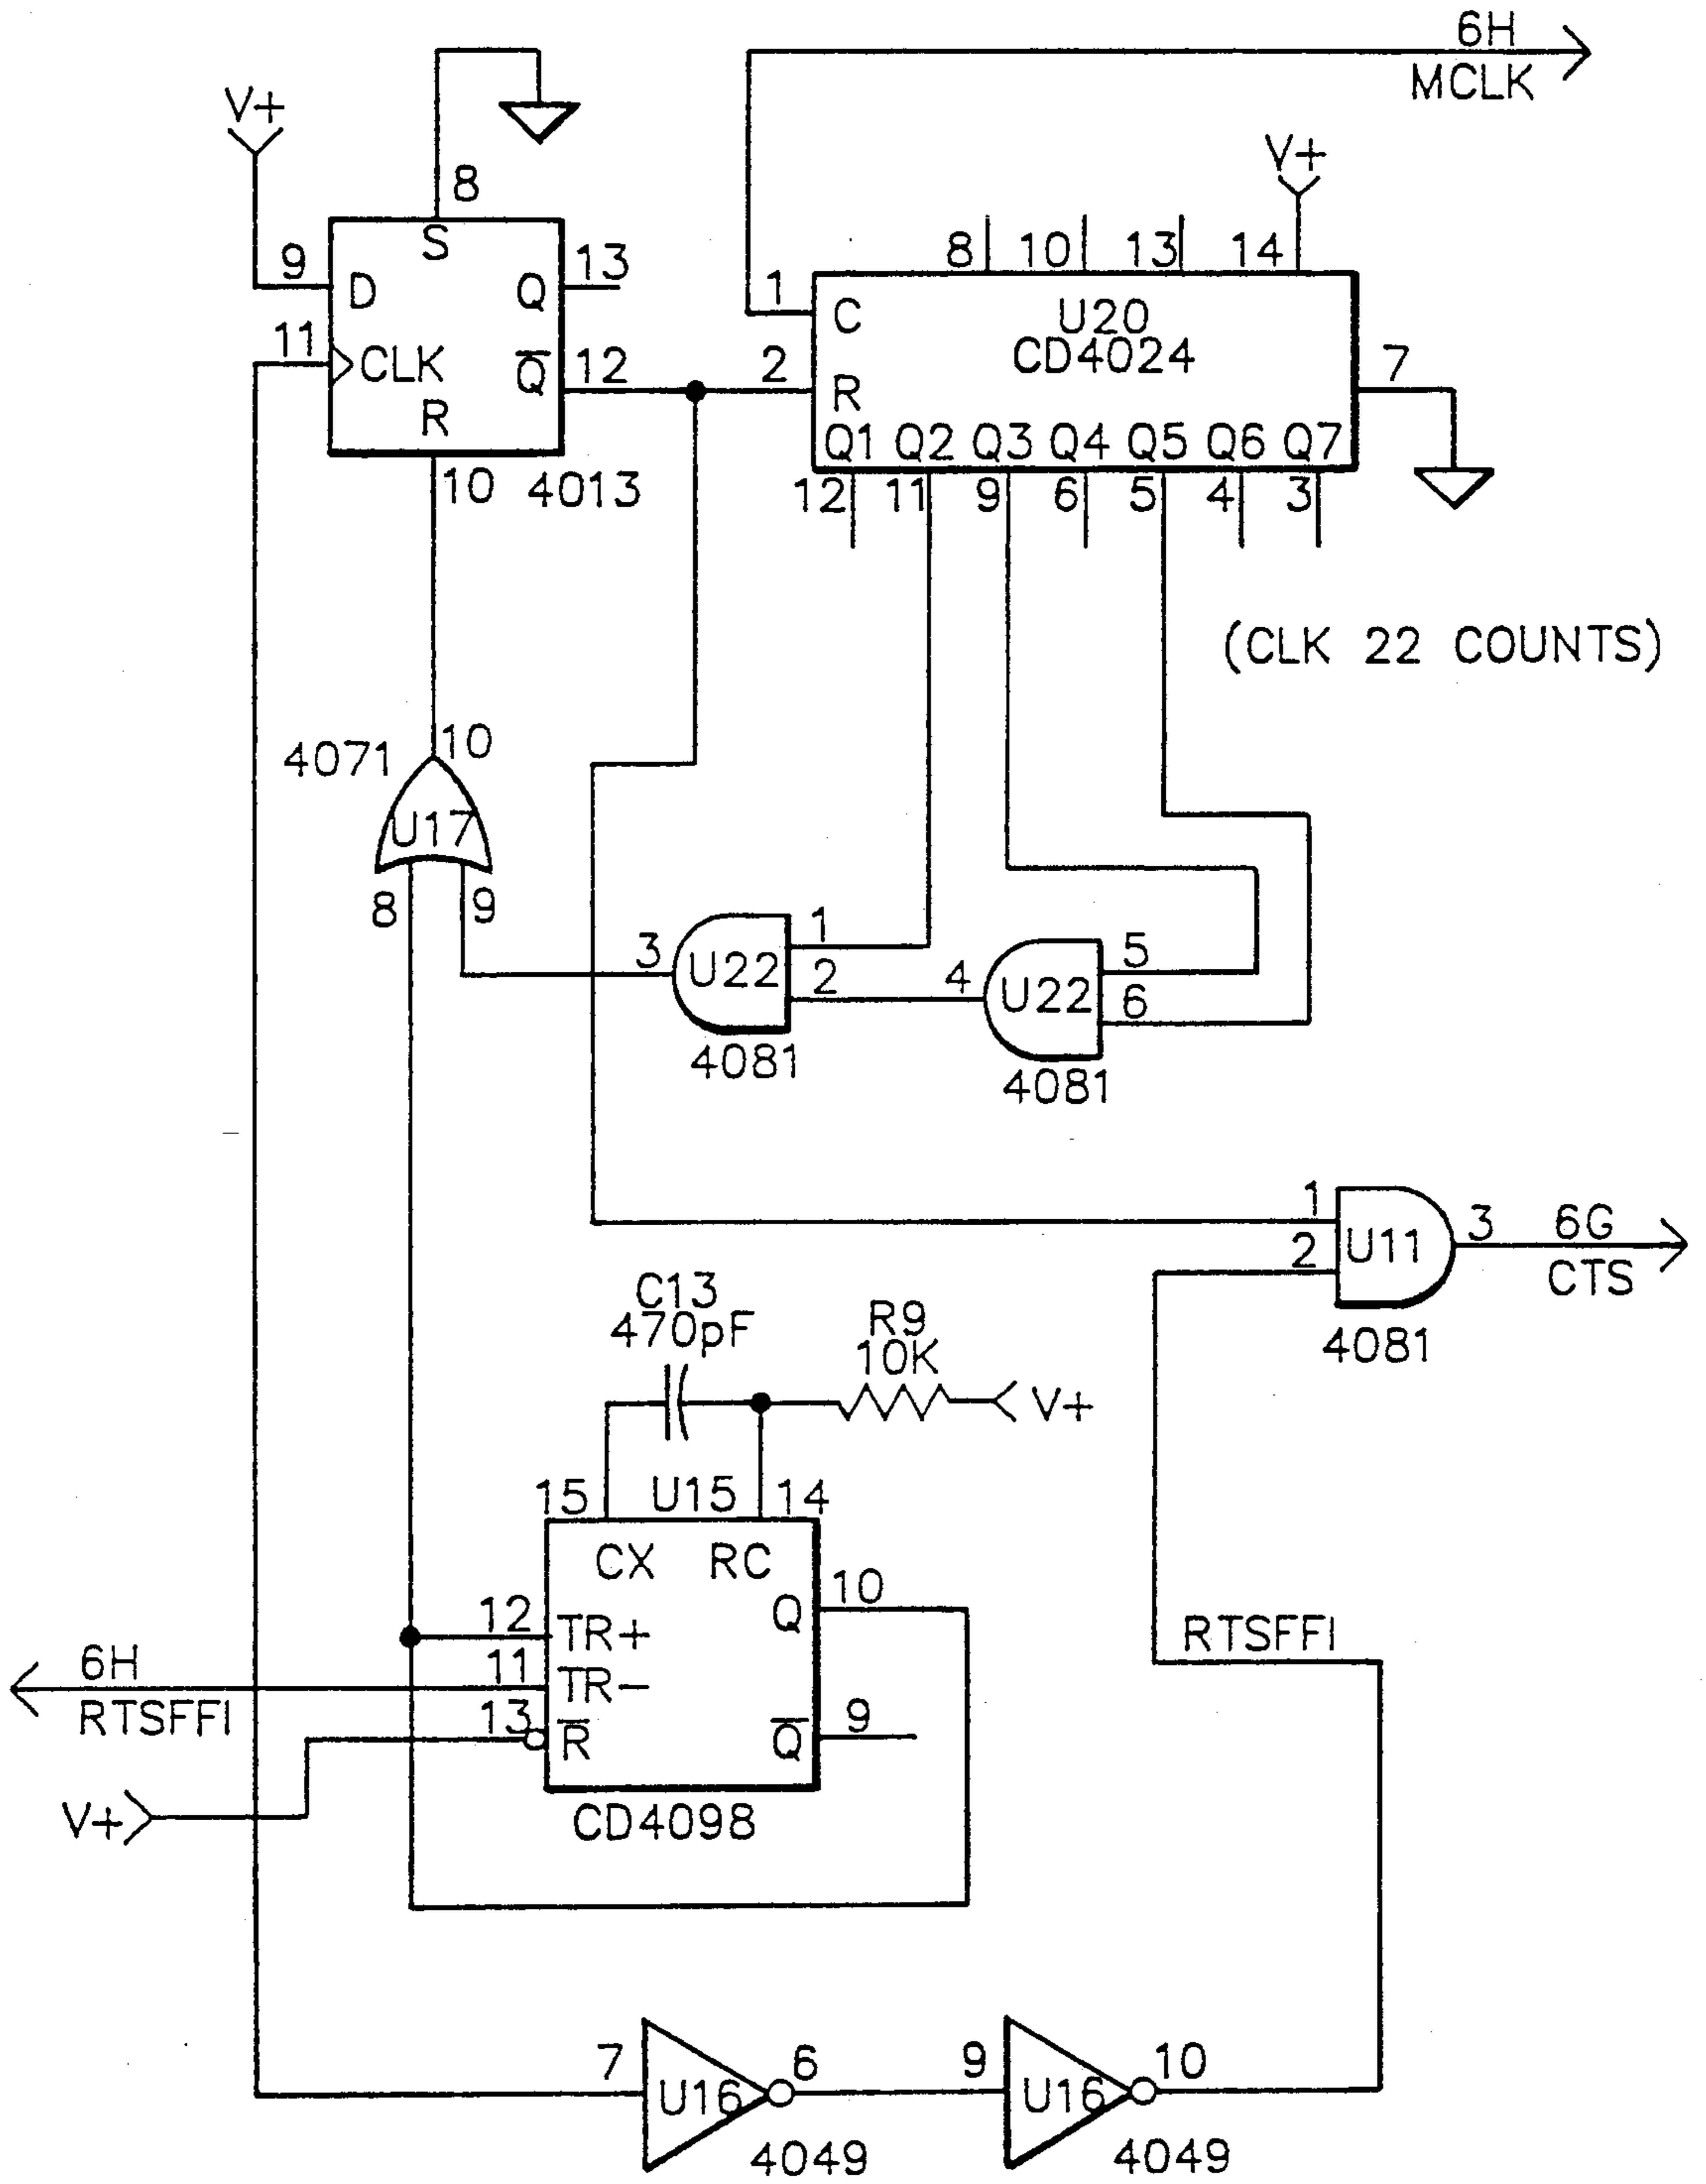 6H
MCLK
V+
8
V+
S
9
D
Q
13
8
10
13
14
11
CLK
Q̅
12
1
C
U20
CD4024
2
R
7
R
Q1 Q2 Q3 Q4 Q5 Q6 Q7
10
4013
12
11
9
6
5
4
3
(CLK 22 COUNTS)
4071
10
U17
8
9
3
U22
1
2
4081
4
U22
5
6
4081
1
2
U11
3
6G
CTS
4081
C13
470pF
R9
10K
V+
15
U15
14
CX
RC
10
Q
12
TR+
11
TR-
6H
RTSFFI
13
R̅
Q̅
9
V+
CD4098
RTSFFI
7
U16
6
4049
9
U16
10
4049